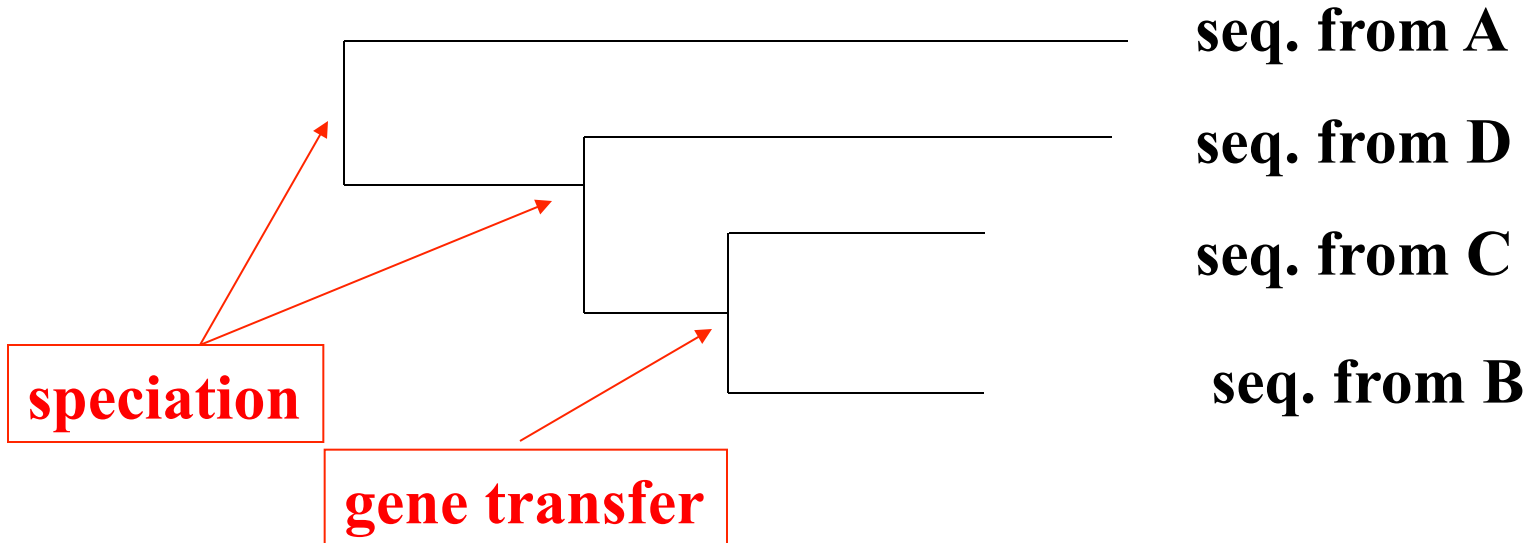 seq. from A
seq. from D
seq. from C
seq. from B
speciation
gene transfer